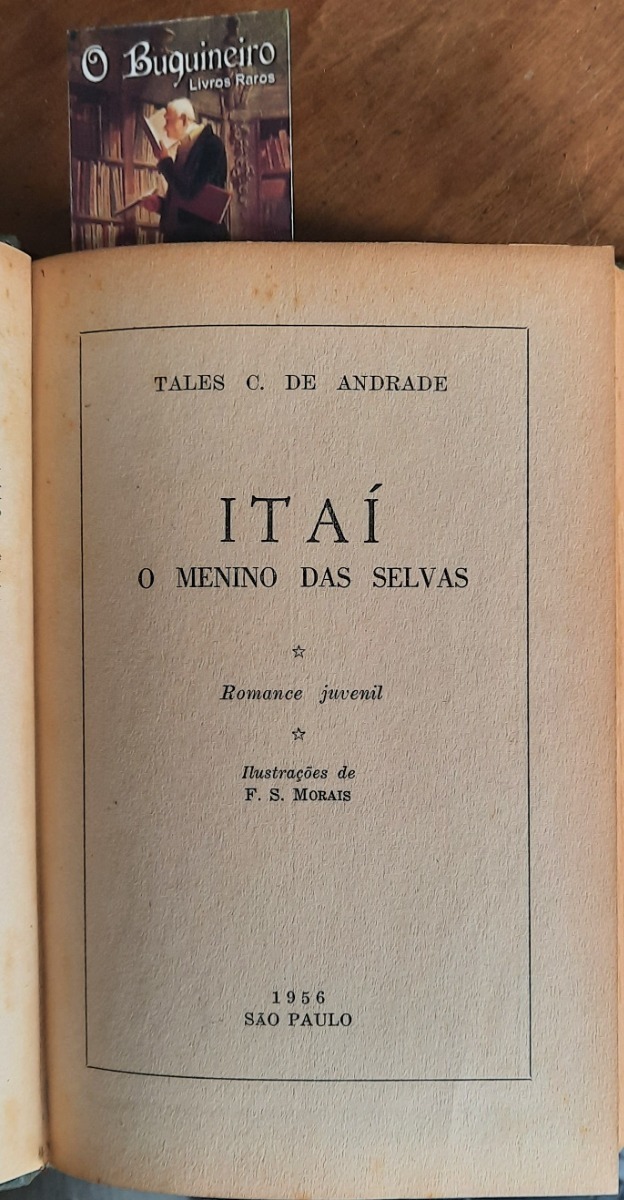 O Buquineiro
Livros Raros
TALES C. DE ANDRADE
ITAÍ
O MENINO DAS SELVAS
Romance juvenil
Ilustrações de
F. S. MORAIS
1956
SÃO PAULO